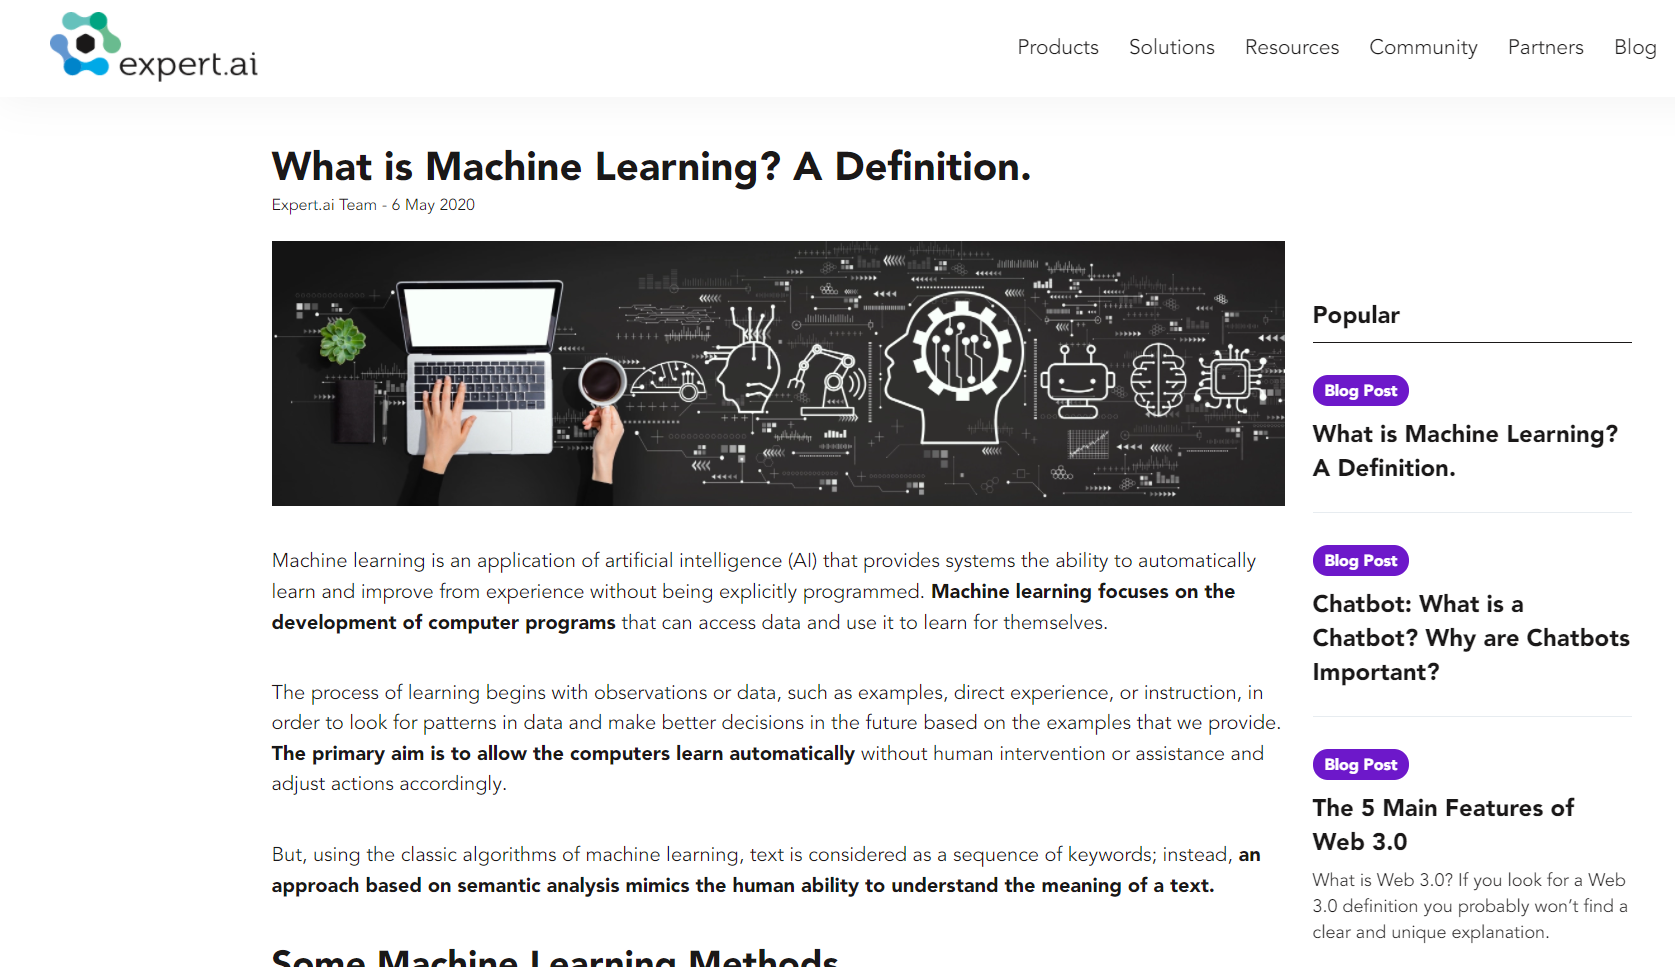 expert.ai
Products Solutions Resources Community Partners Blog
What is Machine Learning? A Definition.
Expert.ai Team - 6 May 2020
Machine learning is an application of artificial intelligence (AI) that provides systems the ability to automatically
learn and improve from experience without being explicitly programmed. Machine learning focuses on the
development of computer programs that can access data and use it to learn for themselves.
The process of learning begins with observations or data, such as examples, direct experience, or instruction, in
order to look for patterns in data and make better decisions in the future based on the examples that we provide.
The primary aim is to allow the computers learn automatically without human intervention or assistance and
adjust actions accordingly.
But, using the classic algorithms of machine learning, text is considered as a sequence of keywords; instead, an
approach based on semantic analysis mimics the human ability to understand the meaning of a text.
Some Machine Learning Methods
Popular
Blog Post
What is Machine Learning?
A Definition.
Blog Post
Chatbot: What is a
Chatbot? Why are Chatbots
Important?
Blog Post
The 5 Main Features of
Web 3.0
What is Web 3.0? If you look for a Web
3.0 definition you probably won’t find a
clear and unique explanation.